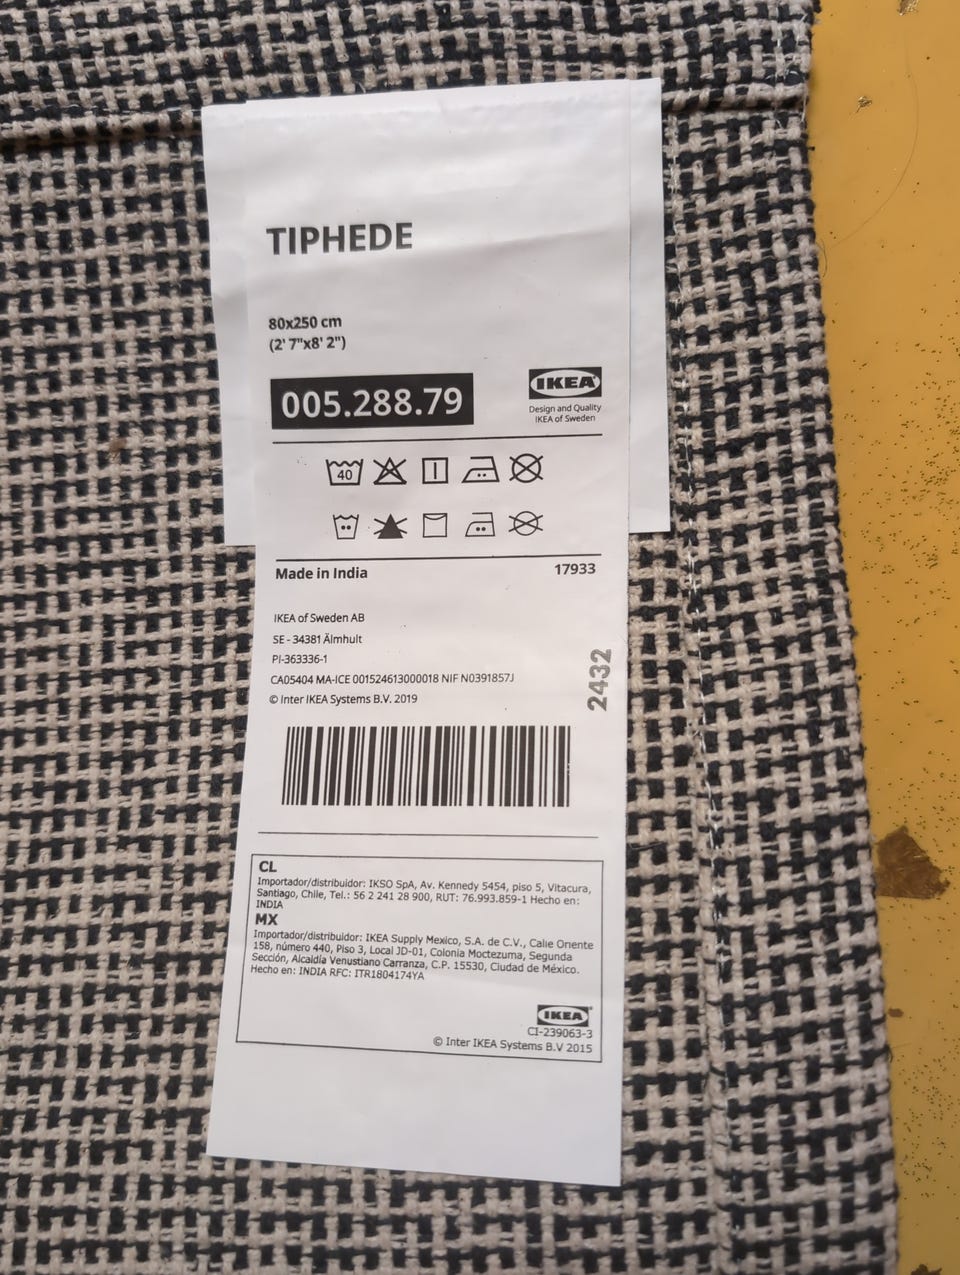 TIPHEDE
80x250 cm
(2' 7"x8' 2")
005.288.79
IKEA
Design and Quality
IKEA of Sweden
40
Made in India
17933
IKEA of Sweden AB
SE - 34381 Älmhult
PI-363336-1
CA05404 MA-ICE 001524613000018 NIF N0391857J
© Inter IKEA Systems B.V. 2019
2432
CL
Importador/distribuidor: IKSO SpA, Av. Kennedy 5454, piso 5, Vitacura,
Santiago, Chile, Tel.: 56 2 241 28 900, RUT: 76.993.859-1 Hecho en:
INDIA
MX
Importador/distribuidor: IKEA Supply Mexico, S.A. de C.V., Calle Oriente
158, número 440, Piso 3, Local JD-01, Colonia Moctezuma, Segunda
Sección, Alcaldía Venustiano Carranza, C.P. 15530, Ciudad de México.
Hecho en: INDIA RFC: ITR1804174YA
IKEA
CI-239063-3
© Inter IKEA Systems B.V 2015